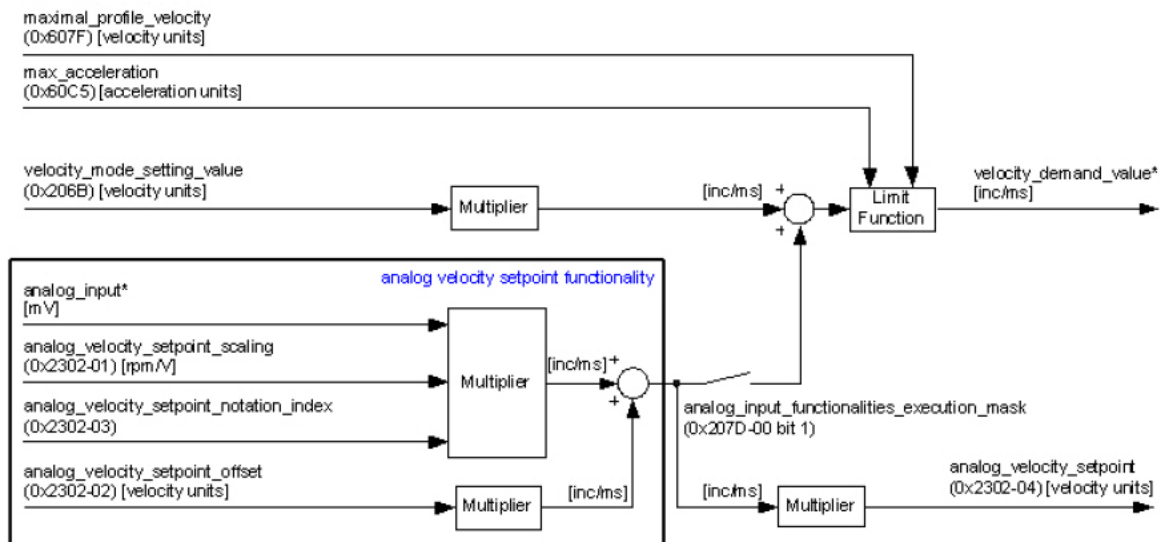 maximal_profile_velocity
(0x607F) [velocity units]
max_acceleration
(0x60C5) [acceleration units]
velocity_mode_setting_value
(0x206B) [velocity units]
Multiplier
[inc/ms]
+
+
Limit
Function
velocity_demand_value*
[inc/ms]
analog velocity setpoint functionality
analog_input*
[mV]
analog_velocity_setpoint_scaling
(0x2302-01) [rpm/V]
analog_velocity_setpoint_notation_index
(0x2302-03)
Multiplier
[inc/ms]
+
+
analog_velocity_setpoint_offset
(0x2302-02) [velocity units]
Multiplier
[inc/ms]
analog_input_functionalities_execution_mask
(0x207D-00 bit 1)
[inc/ms]
Multiplier
analog_velocity_setpoint
(0x2302-04) [velocity units]